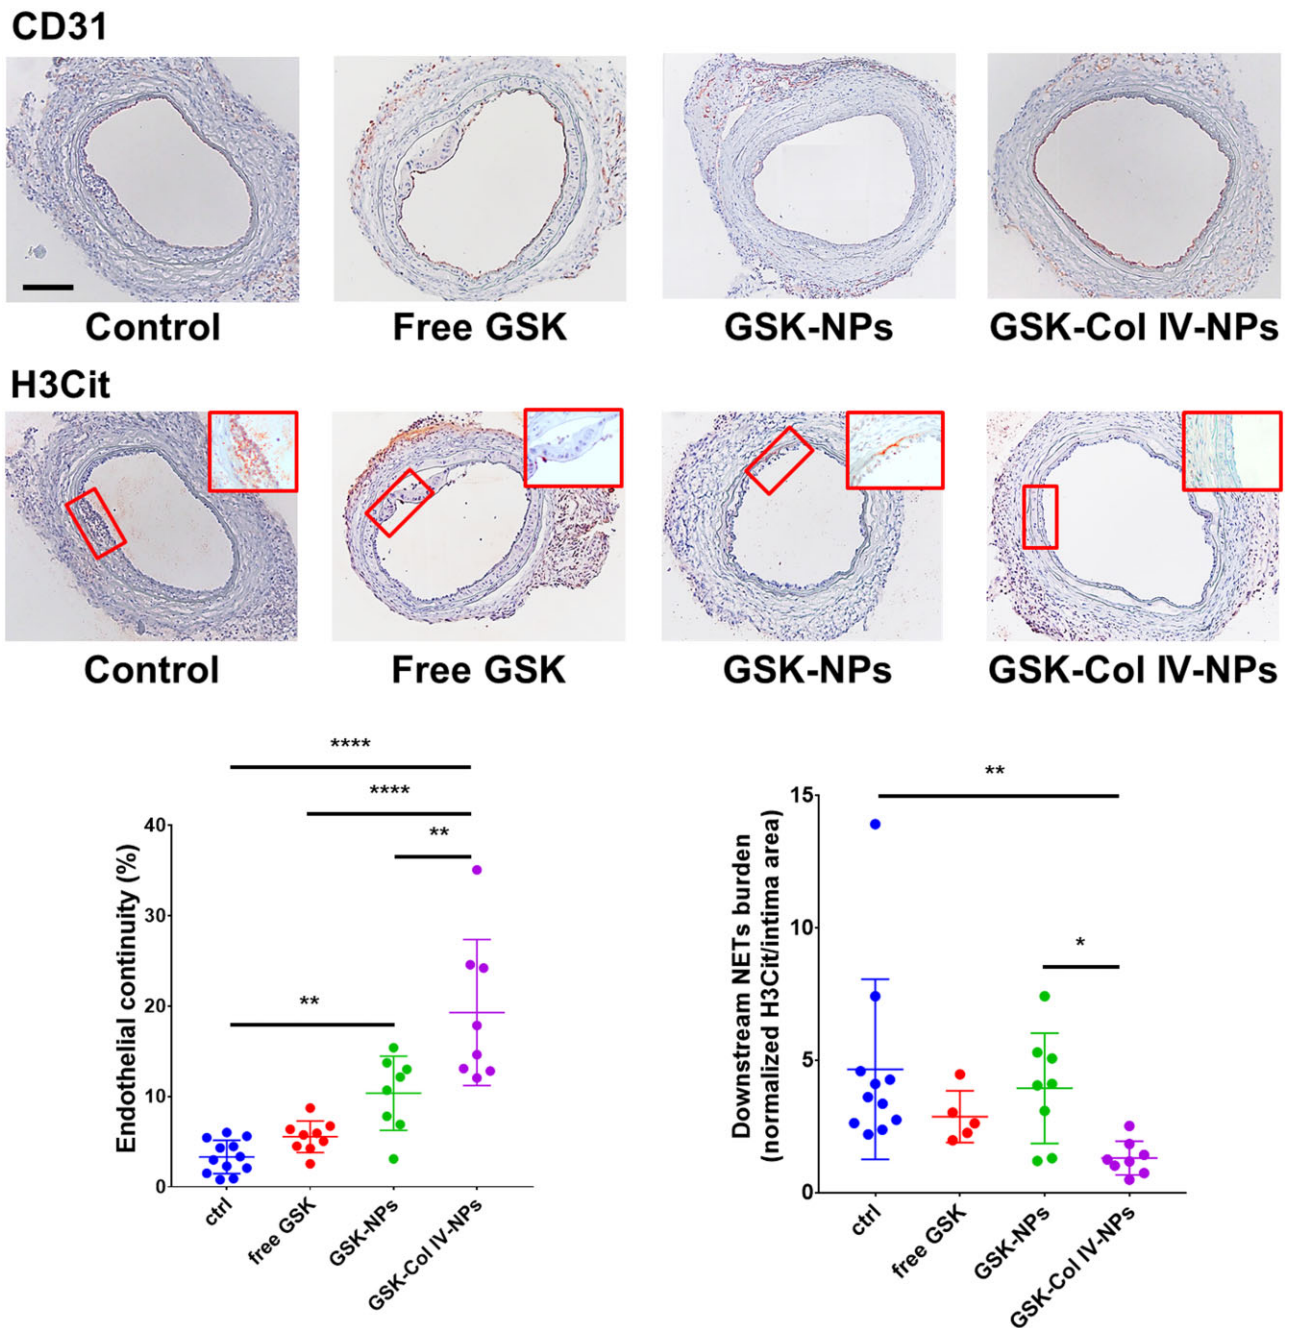 CD31
Control
Free GSK
GSK-NPs
GSK-Col IV-NPs
H3Cit
Control
Free GSK
GSK-NPs
GSK-Col IV-NPs
****
****
**
**
Endothelial continuity (%)
40
30
20
10
0
ctrl
free GSK
GSK-NPs
GSK-Col IV-NPs
**
*
Downstream NETs burden
(normalized H3Cit/intima area)
15
10
5
0
ctrl
free GSK
GSK-NPs
GSK-Col IV-NPs